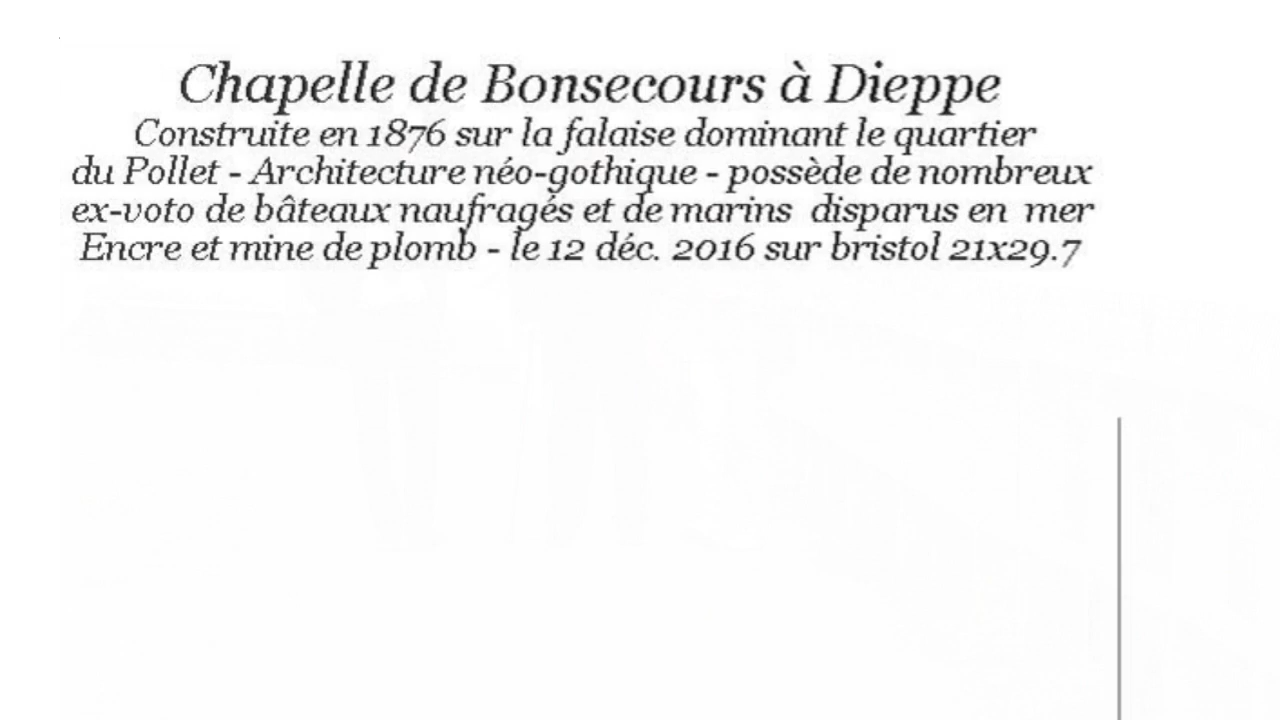 Chapelle de Bonsecours à Dieppe
Construite en 1876 sur la falaise dominant le quartier
du Pollet - Architecture néo-gothique - possède de nombreux
ex-voto de bâteaux naufragés et de marins disparus en mer
Encre et mine de plomb - le 12 déc. 2016 sur bristol 21x29.7